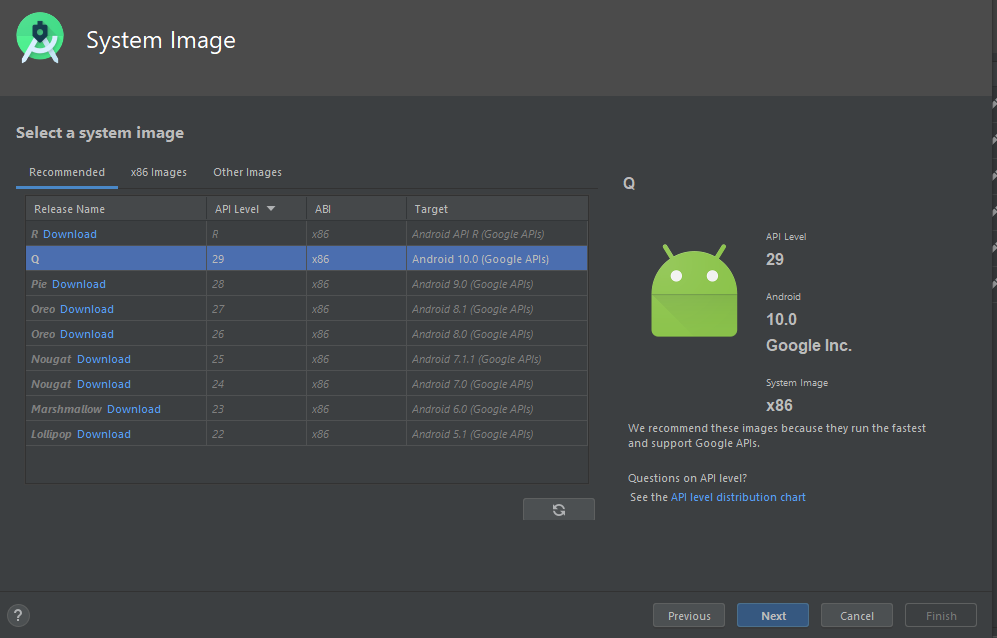 System Image
Select a system image
Recommended x86 Images Other Images
Release Name API Level ABI Target
R Download R x86 Android API R (Google APIs)
Q 29 x86 Android 10.0 (Google APIs)
Pie Download 28 x86 Android 9.0 (Google APIs)
Oreo Download 27 x86 Android 8.1 (Google APIs)
Oreo Download 26 x86 Android 8.0 (Google APIs)
Nougat Download 25 x86 Android 7.1.1 (Google APIs)
Nougat Download 24 x86 Android 7.0 (Google APIs)
Marshmallow Download 23 x86 Android 6.0 (Google APIs)
Lollipop Download 22 x86 Android 5.1 (Google APIs)
Q
API Level
29
Android
10.0
Google Inc.
System Image
x86
We recommend these images because they run the fastest
and support Google APIs.
Questions on API level?
See the API level distribution chart
? Previous Next Cancel Finish